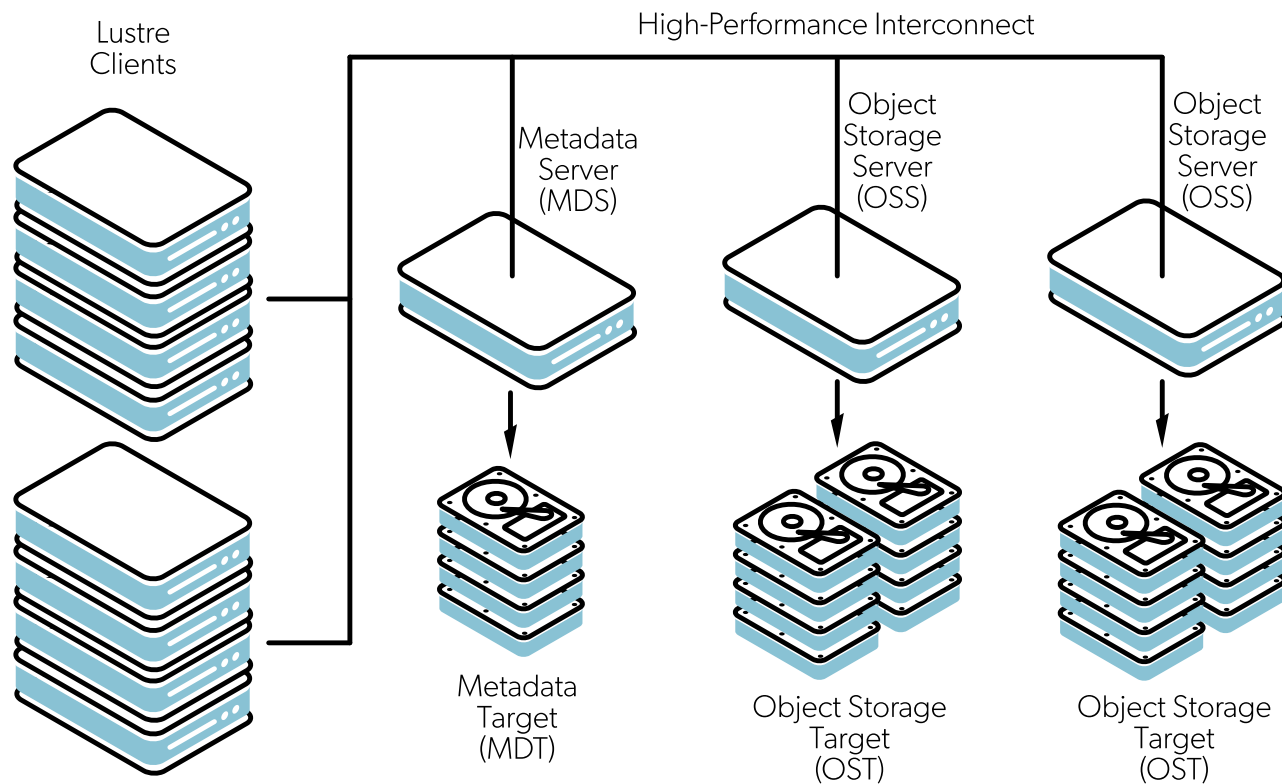 Lustre
Clients
High-Performance Interconnect
Metadata
Server
(MDS)
Object
Storage
Server
(OSS)
Object
Storage
Server
(OSS)
Metadata
Target
(MDT)
Object Storage
Target
(OST)
Object Storage
Target
(OST)